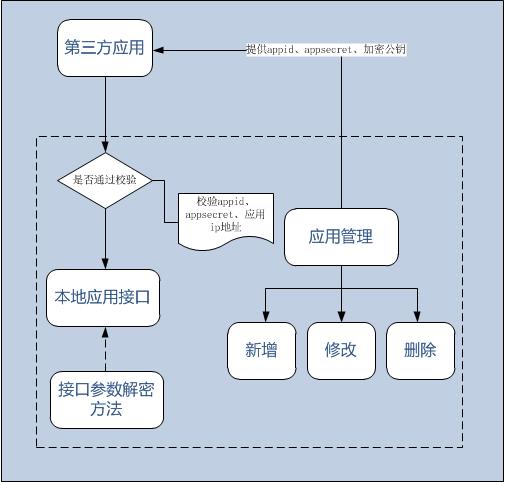 第三方应用
提供appid、appsecret、加密公钥
是否通过校验
校验appid、
appsecret、应用
ip地址
应用管理
本地应用接口
新增
修改
删除
接口参数解密
方法